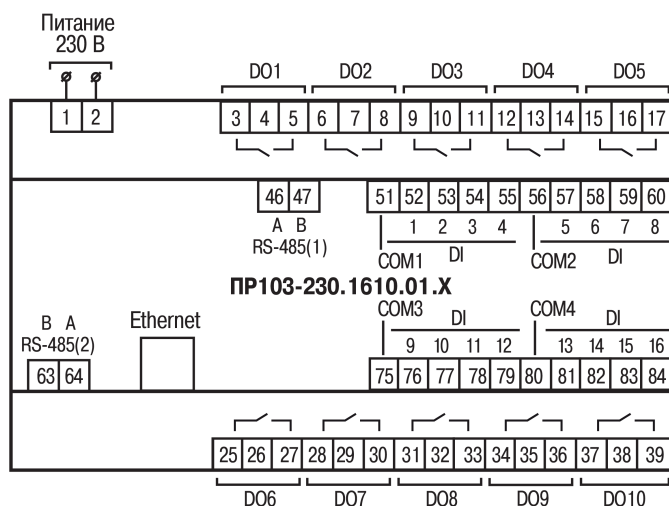 Питание
230 В
DO1 DO2 DO3 DO4 DO5
1 2 3 4 5 6 7 8 9 10 11 12 13 14 15 16 17
46 47 51 52 53 54 55 56 57 58 59 60
A B 1 2 3 4 5 6 7 8
RS-485(1) COM1 DI COM2 DI
ПР103-230.1610.01.X
B A Ethernet COM3 DI COM4 DI
RS-485(2) 9 10 11 12 13 14 15 16
63 64 75 76 77 78 79 80 81 82 83 84
25 26 27 28 29 30 31 32 33 34 35 36 37 38 39
DO6 DO7 DO8 DO9 DO10